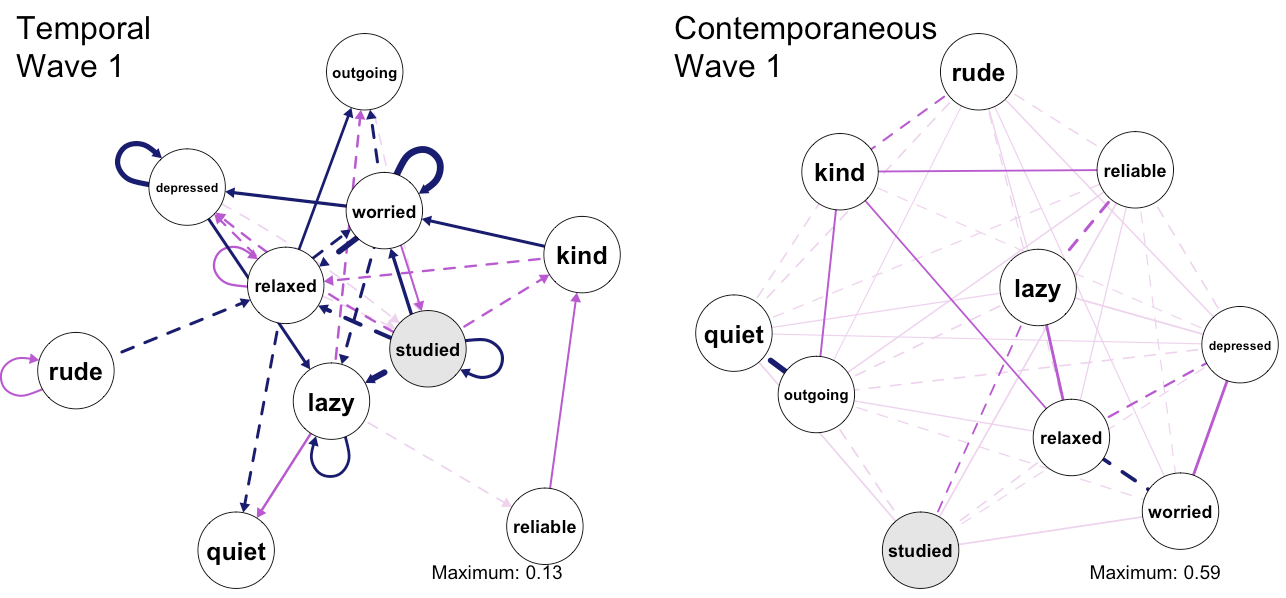 Temporal
Wave 1
outgoing
depressed
worried
kind
relaxed
studied
rude
lazy
reliable
quiet
Maximum: 0.13
Contemporaneous
Wave 1
rude
kind
reliable
lazy
quiet
depressed
outgoing
relaxed
worried
studied
Maximum: 0.59